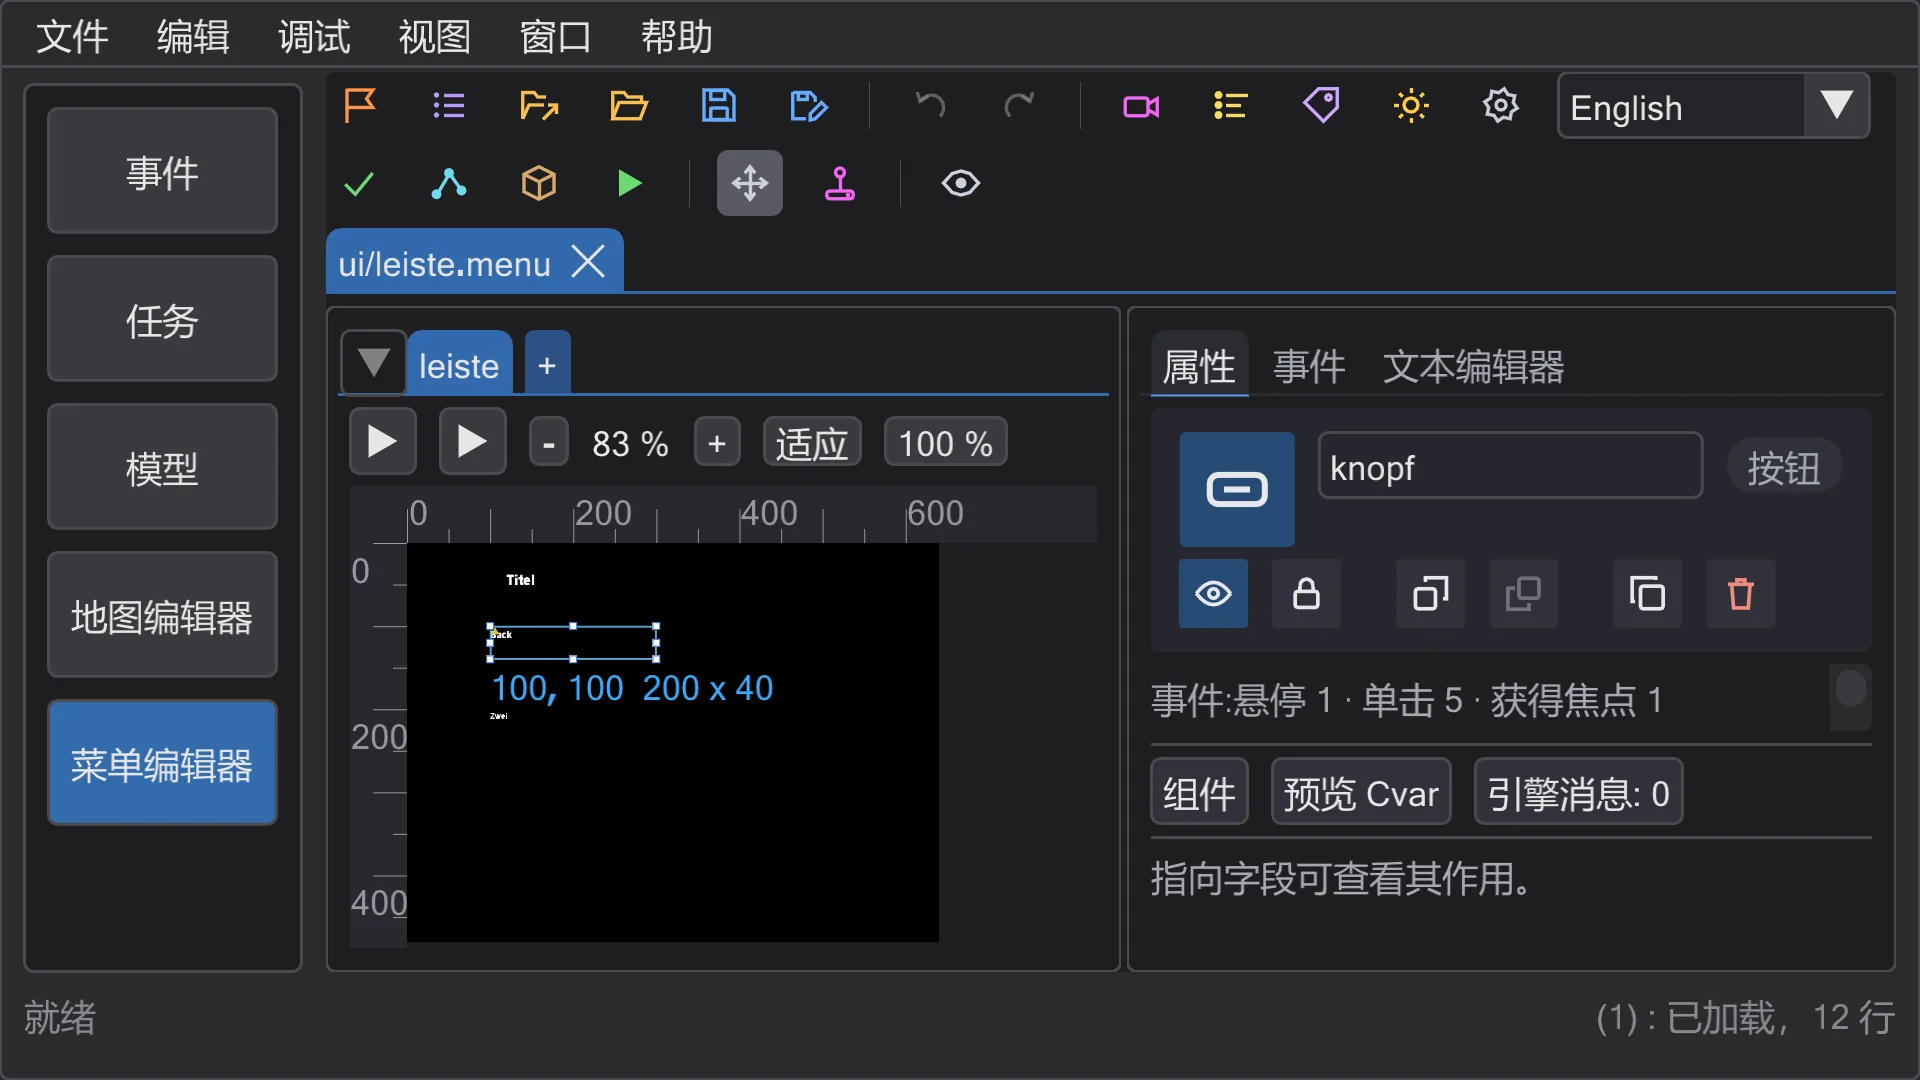 文件 编辑 调试 视图 窗口 帮助
English
事件
任务
模型
地图编辑器
菜单编辑器
ui/leiste.menu
leiste +
- 83 % + 适应 100 %
0 200 400 600
0
200
400
Titel
Back
100, 100 200 x 40
Zwei
属性 事件 文本编辑器
knopf 按钮
事件:悬停 1 · 单击 5 · 获得焦点 1
组件 预览 Cvar 引擎消息: 0
指向字段可查看其作用。
就绪
(1) : 已加载，12 行